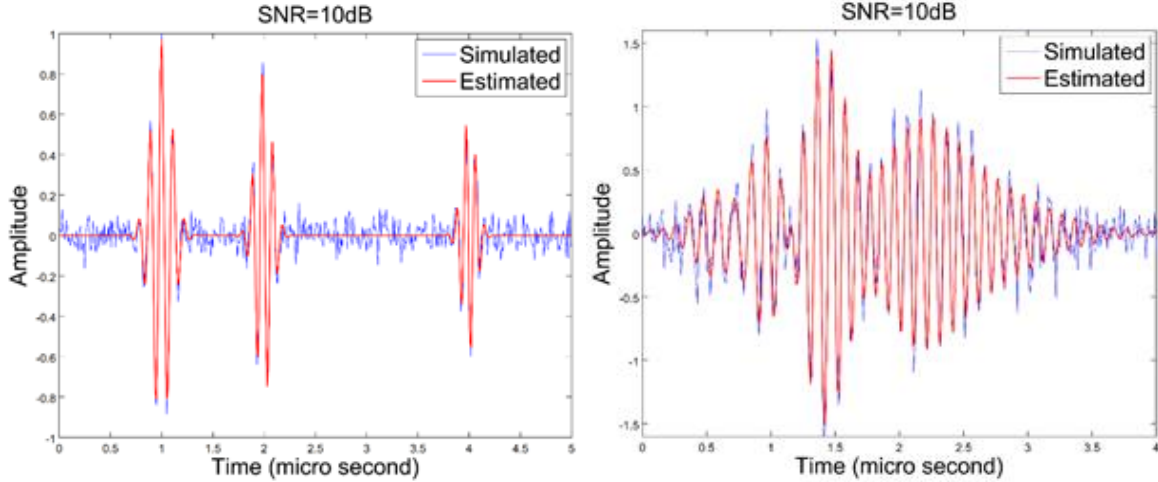 SNR=10dB
1
0.8
0.6
0.4
0.2
0
-0.2
-0.4
-0.6
-0.8
-1
Simulated
Estimated
Amplitude
0 0.5 1 1.5 2 2.5 3 3.5 4 4.5 5
Time (micro second)
SNR=10dB
1.5
1
0.5
0
-0.5
-1
-1.5
Simulated
Estimated
Amplitude
0 0.5 1 1.5 2 2.5 3 3.5 4
Time (micro second)